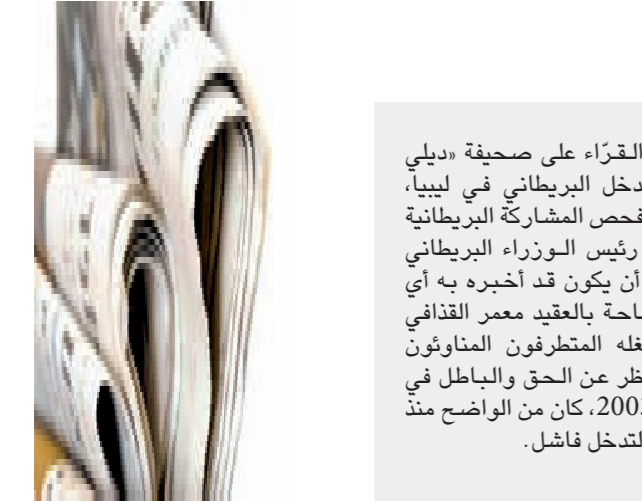 القرّاء على صحيفة «ديلي
دخل البريطاني في ليبيا،
فحص المشاركة البريطانية
رئيس الوزراء البريطاني
أن يكون قد أخبره به أي
احة بالعقيد معمر القذافي
غله المتطرفون المناوئون
ظر عن الحق والباطل في
200، كان من الواضح منذ
لتدخل فاشل.